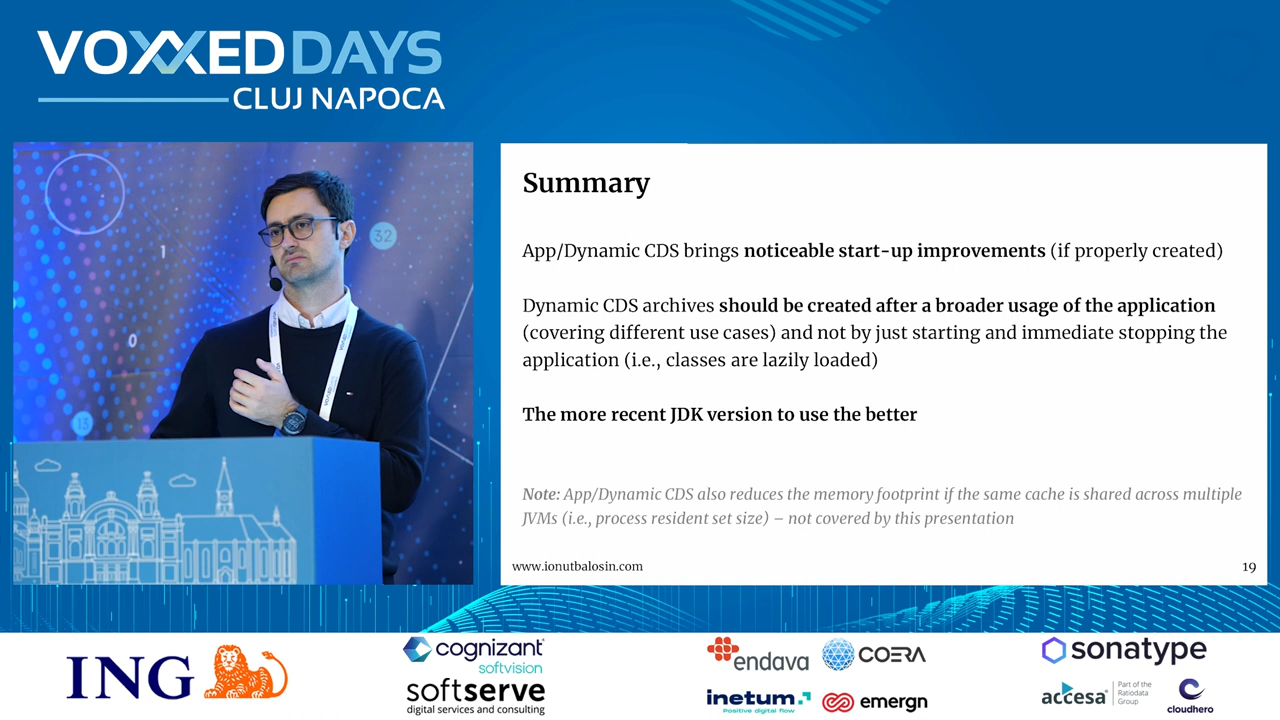 VOXXEDDAYS
CLUJ NAPOCA
32
1
0
13
Summary
App/Dynamic CDS brings noticeable start-up improvements (if properly created)
Dynamic CDS archives should be created after a broader usage of the application
(covering different use cases) and not by just starting and immediate stopping the
application (i.e., classes are lazily loaded)
The more recent JDK version to use the better
Note: App/Dynamic CDS also reduces the memory footprint if the same cache is shared across multiple
JVMs (i.e., process resident set size) – not covered by this presentation
www.ionutbalosin.com
19
ING
cognizant
softvision
softserve
digital services and consulting
endava
COERA
inetum.
Positive digital flow
emergn
sonatype
accesa
Part of the
Ratiodata
Group
cloudhero